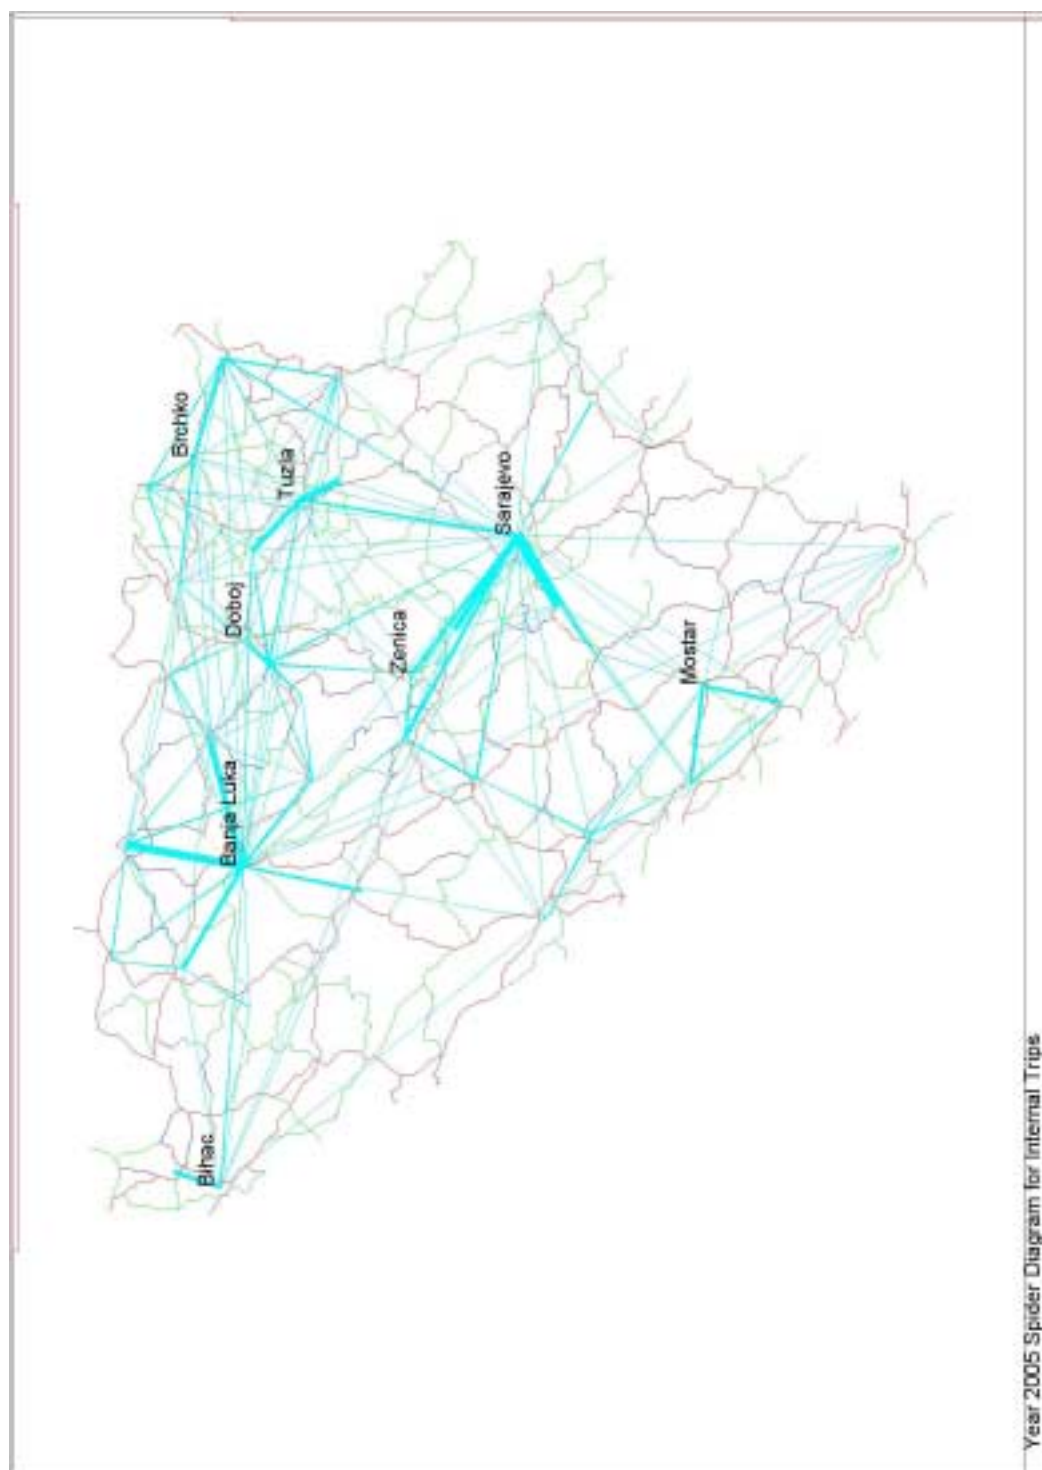 Brchko
Tuzla
Doboj
Banja Luka
Bihac
Zenica
Sarajevo
Mostar
Year 2005 Spider Diagram for Internal Trips